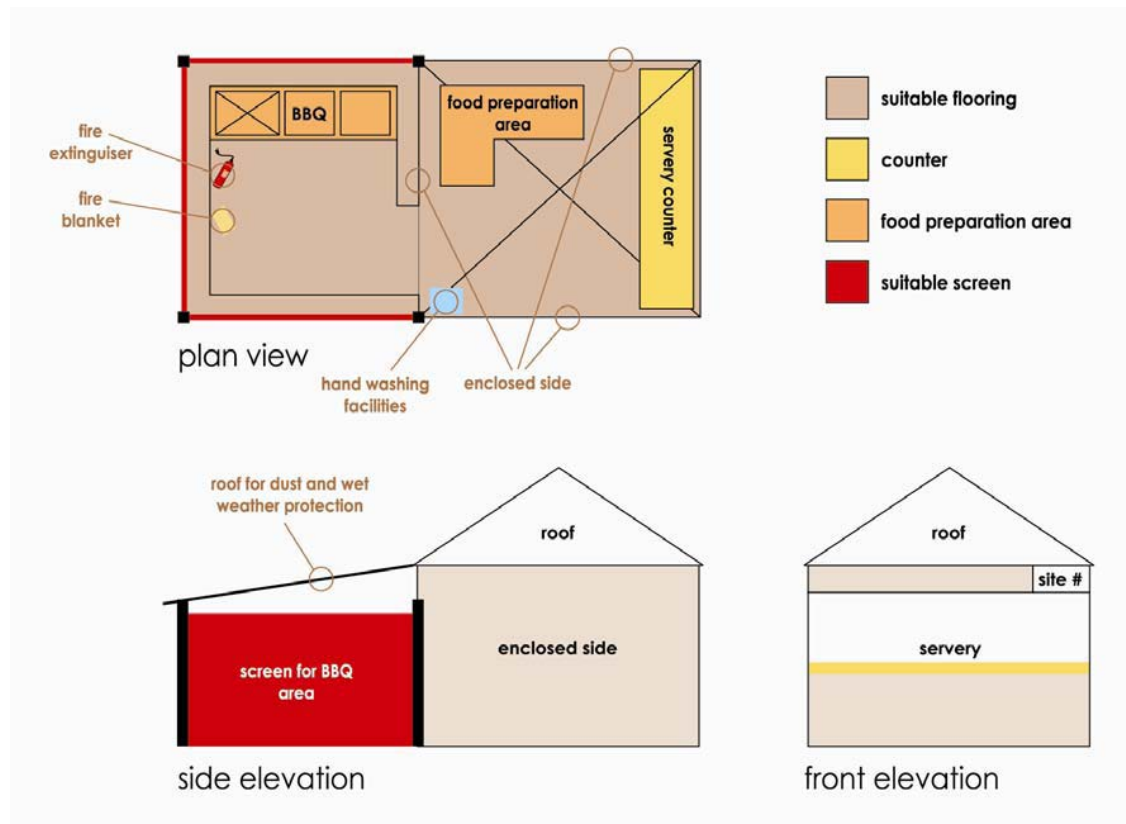 BBQ
food preparation
area
servery counter
fire
extinguiser
fire
blanket
plan view
hand washing
facilities
enclosed side
suitable flooring
counter
food preparation area
suitable screen
roof for dust and wet
weather protection
roof
screen for BBQ
area
enclosed side
side elevation
roof
site #
servery
front elevation